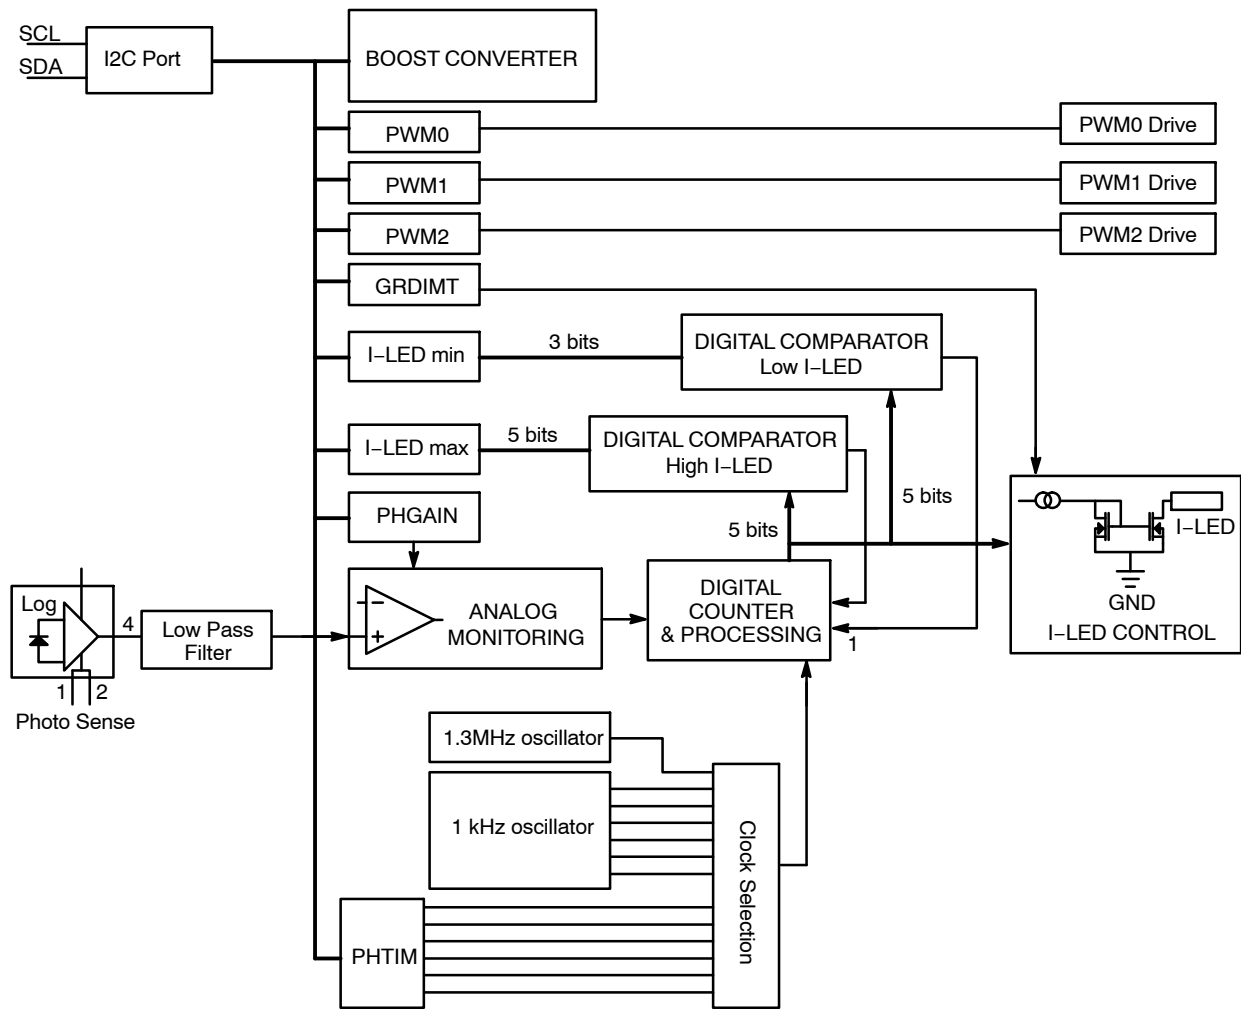 SCL
SDA
I2C Port
BOOST CONVERTER
PWM0
PWM0 Drive
PWM1
PWM1 Drive
PWM2
PWM2 Drive
GRDIMT
I−LED min
3 bits
DIGITAL COMPARATOR
Low I−LED
I−LED max
5 bits
DIGITAL COMPARATOR
High I−LED
PHGAIN
5 bits
5 bits
I−LED
GND
I−LED CONTROL
Log
4
Low Pass
Filter
1
2
Photo Sense
−
+
ANALOG
MONITORING
DIGITAL
COUNTER
& PROCESSING
1
1.3MHz oscillator
1 kHz oscillator
Clock Selection
PHTIM